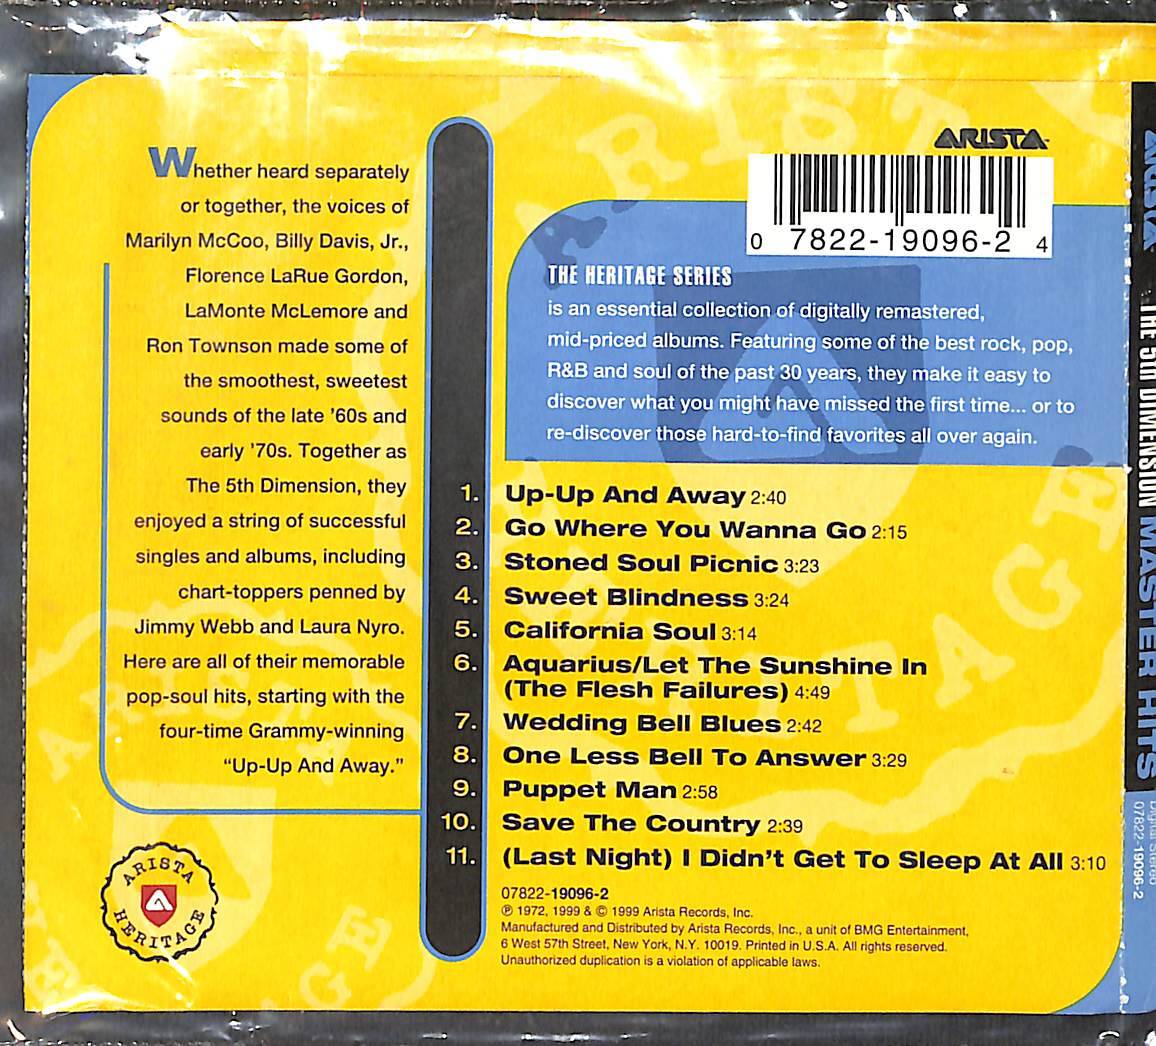 Whether heard separately
or together, the voices of
Marilyn McCoo, Billy Davis, Jr.,
Florence LaRue Gordon,
LaMonte McLemore and
Ron Townson made some of
the smoothest, sweetest
sounds of the late ’60s and
early ’70s. Together as
The 5th Dimension, they
enjoyed a string of successful
singles and albums, including
chart-toppers penned by
Jimmy Webb and Laura Nyro.
Here are all of their memorable
pop-soul hits, starting with the
four-time Grammy-winning
“Up-Up And Away.”
ARISTA
HERITAGE
ARISTA
0 7822-19096-2 4
THE HERITAGE SERIES
is an essential collection of digitally remastered,
mid-priced albums. Featuring some of the best rock, pop,
R&B and soul of the past 30 years, they make it easy to
discover what you might have missed the first time... or to
re-discover those hard-to-find favorites all over again.
1. Up-Up And Away 2:40
2. Go Where You Wanna Go 2:15
3. Stoned Soul Picnic 3:23
4. Sweet Blindness 3:24
5. California Soul 3:14
6. Aquarius/Let The Sunshine In
(The Flesh Failures) 4:49
7. Wedding Bell Blues 2:42
8. One Less Bell To Answer 3:29
9. Puppet Man 2:58
10. Save The Country 2:39
11. (Last Night) I Didn’t Get To Sleep At All 3:10
07822-19096-2
℗ 1972, 1999 & © 1999 Arista Records, Inc.
Manufactured and Distributed by Arista Records, Inc., a unit of BMG Entertainment,
6 West 57th Street, New York, N.Y. 10019. Printed in U.S.A. All rights reserved.
Unauthorized duplication is a violation of applicable laws.
ARISTA
THE 5th DIMENSION MASTER HITS
Digital Stereo
07822-19096-2
ARISTA
HERITAGE